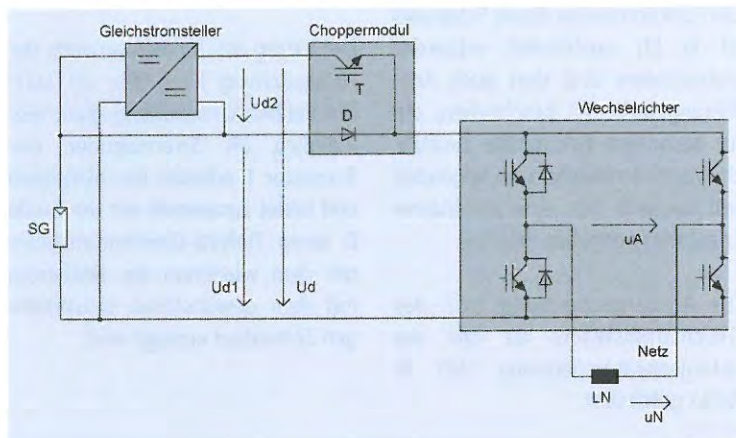 Gleichstromsteller
Choppermodul
Ud2
T
D
Wechselrichter
SG
uA
Ud1
Ud
Netz
LN
uN